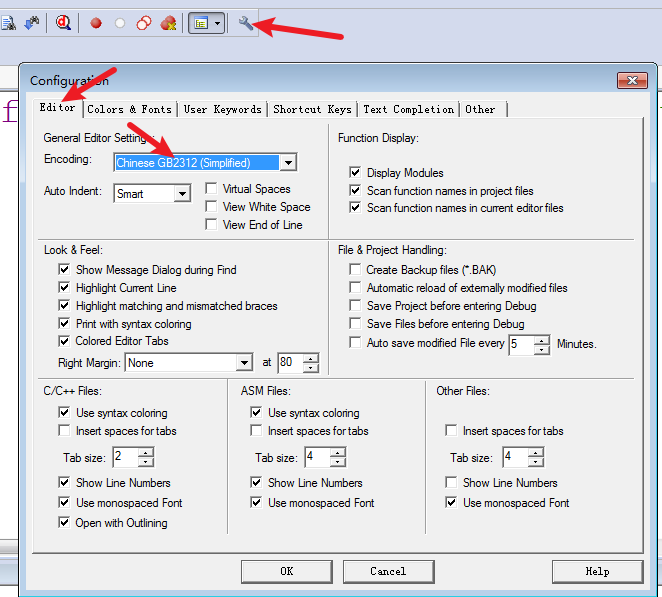 f
Configuration
Editor Colors & Fonts User Keywords Shortcut Keys Text Completion Other
General Editor Settings:
Encoding: Chinese GB2312 (Simplified)
Auto Indent: Smart
Virtual Spaces
View White Space
View End of Line
Function Display:
Display Modules
Scan function names in project files
Scan function names in current editor files
Look & Feel:
Show Message Dialog during Find
Highlight Current Line
Highlight matching and mismatched braces
Print with syntax coloring
Colored Editor Tabs
Right Margin: None at 80
File & Project Handling:
Create Backup files (*.BAK)
Automatic reload of externally modified files
Save Project before entering Debug
Save Files before entering Debug
Auto save modified File every 5 Minutes.
C/C++ Files:
Use syntax coloring
Insert spaces for tabs
Tab size: 2
Show Line Numbers
Use monospaced Font
Open with Outlining
ASM Files:
Use syntax coloring
Insert spaces for tabs
Tab size: 4
Show Line Numbers
Use monospaced Font
Other Files:
Insert spaces for tabs
Tab size: 4
Show Line Numbers
Use monospaced Font
OK Cancel Help